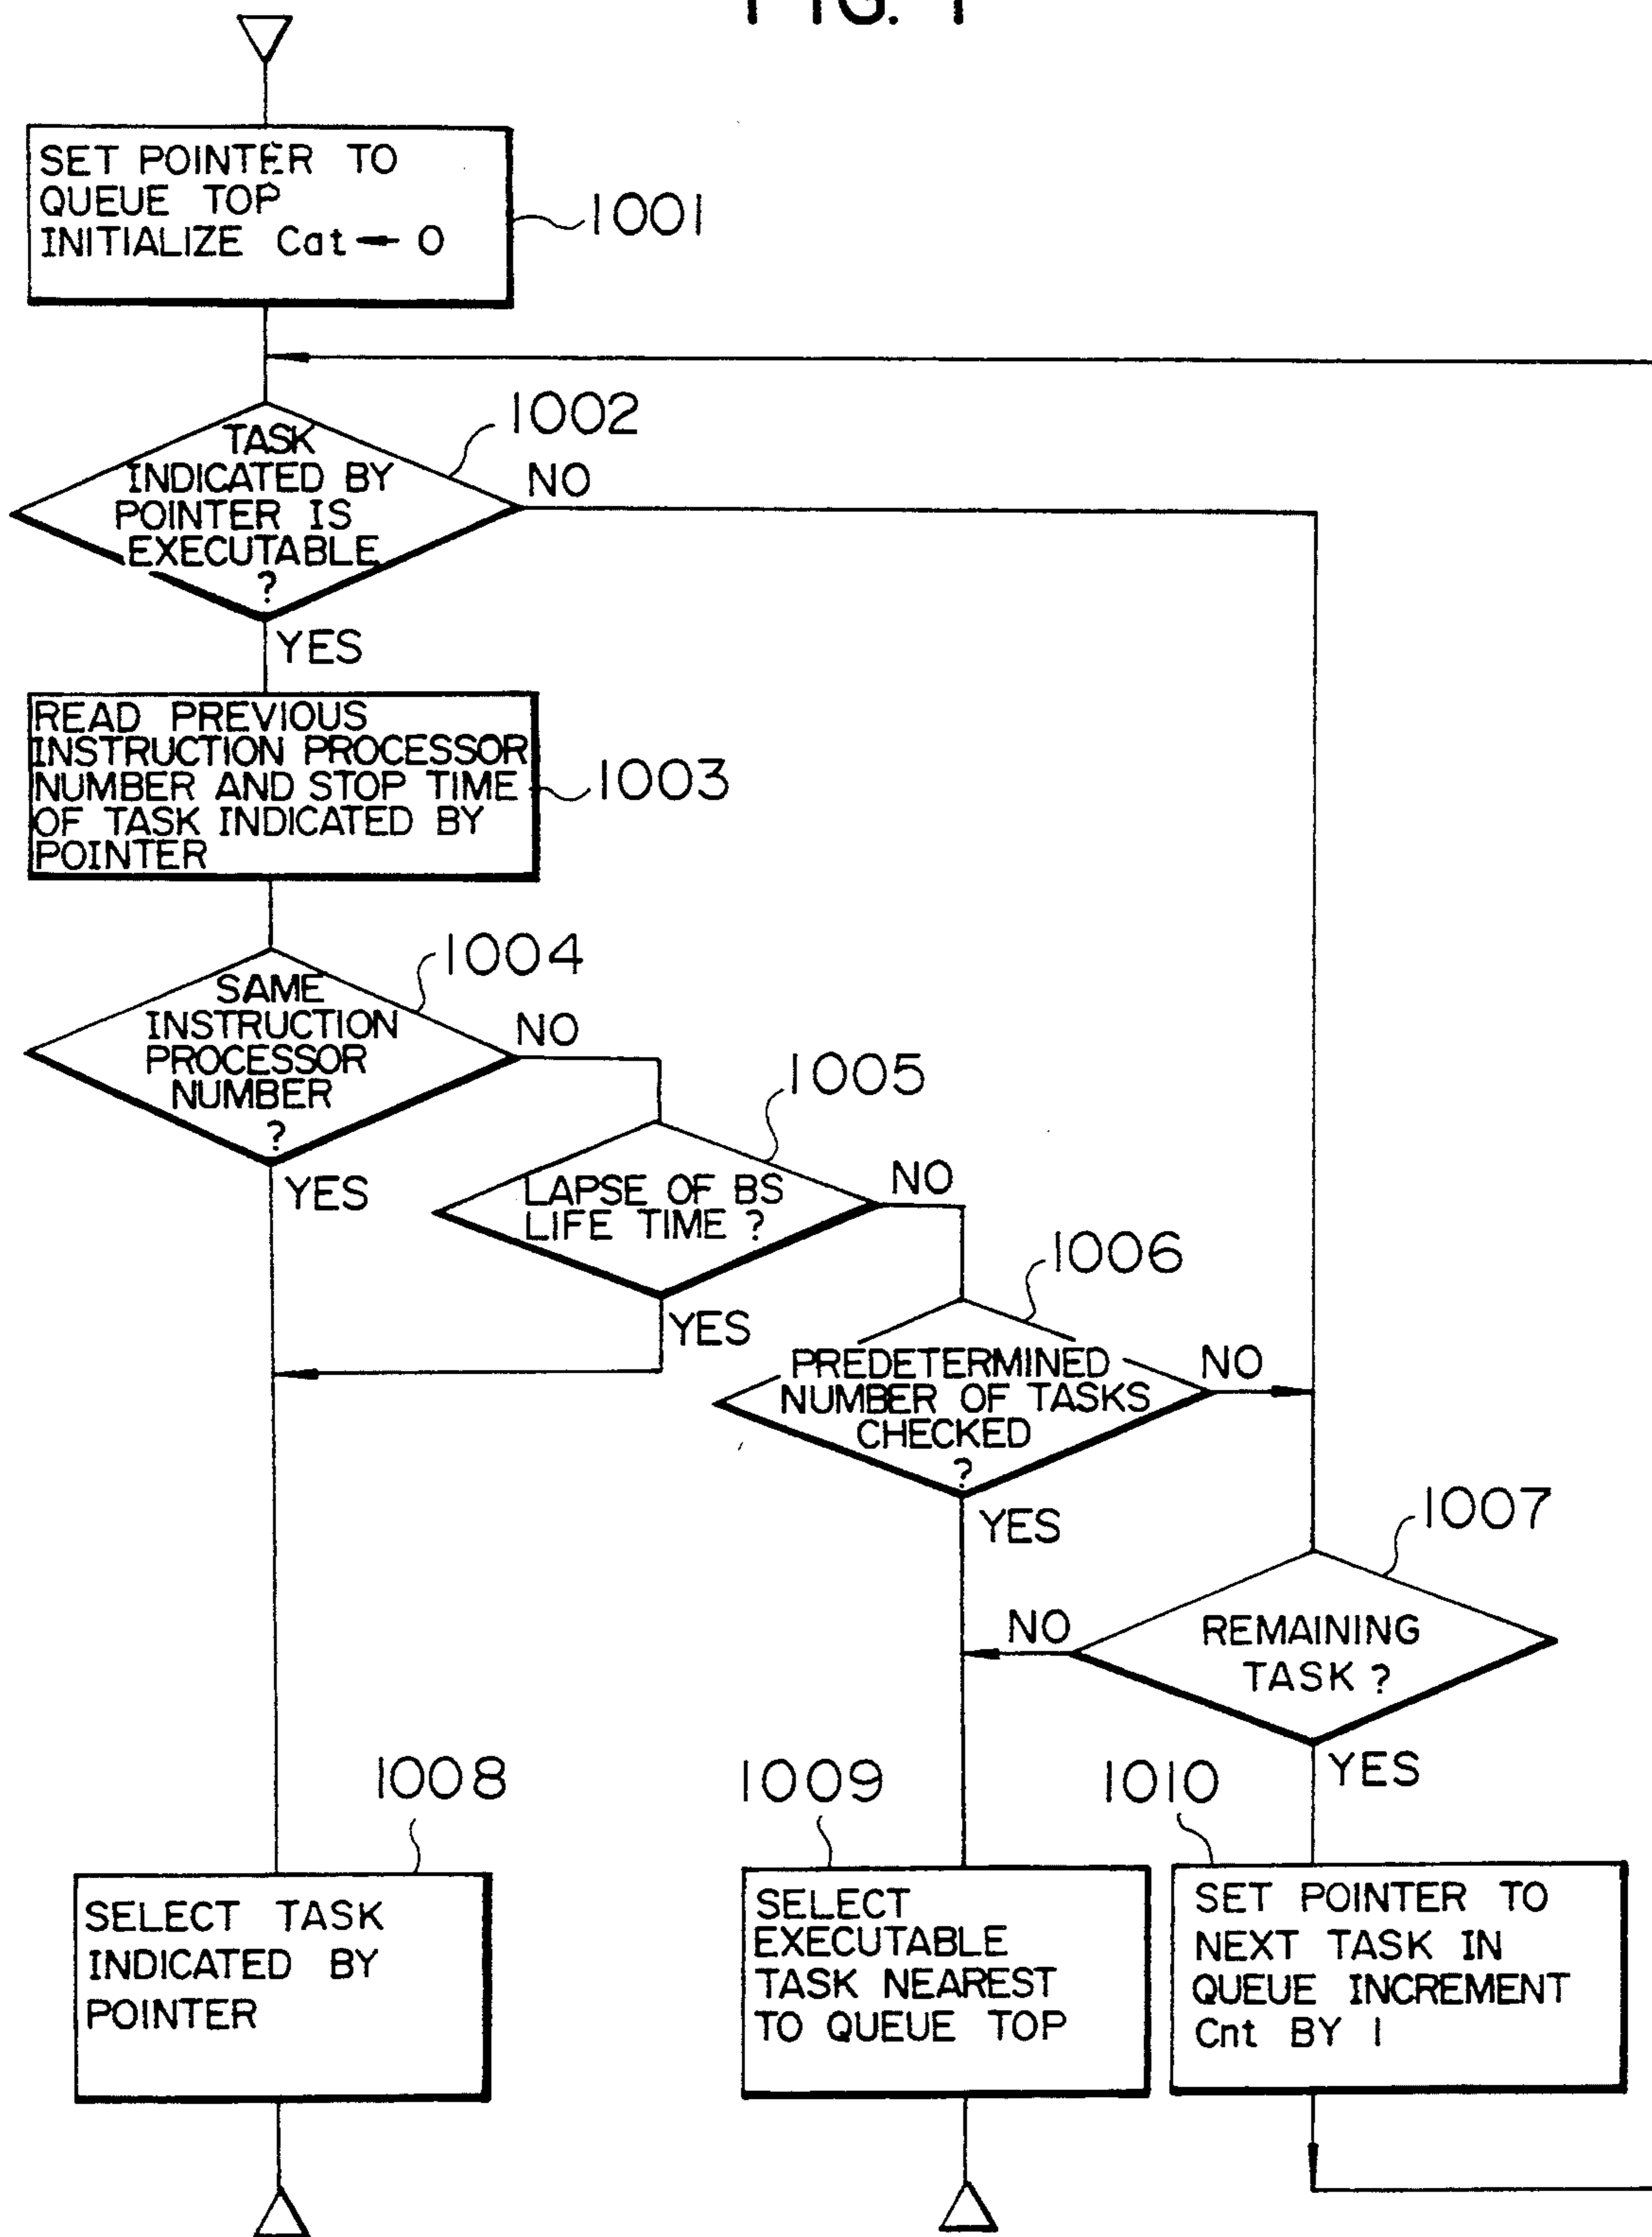 FIG. 1
SET POINTER TO
QUEUE TOP
INITIALIZE Cat ← 0
1001
1002
TASK
INDICATED BY
POINTER IS
EXECUTABLE
?
NO
YES
READ PREVIOUS
INSTRUCTION PROCESSOR
NUMBER AND STOP TIME
OF TASK INDICATED BY
POINTER
1003
1004
SAME
INSTRUCTION
PROCESSOR
NUMBER
?
NO
YES
1005
LAPSE OF BS
LIFE TIME ?
NO
YES
1006
PREDETERMINED
NUMBER OF TASKS
CHECKED
?
NO
YES
1007
REMAINING
TASK ?
NO
YES
1008
SELECT TASK
INDICATED BY
POINTER
1009
SELECT
EXECUTABLE
TASK NEAREST
TO QUEUE TOP
1010
SET POINTER TO
NEXT TASK IN
QUEUE INCREMENT
Cnt BY 1